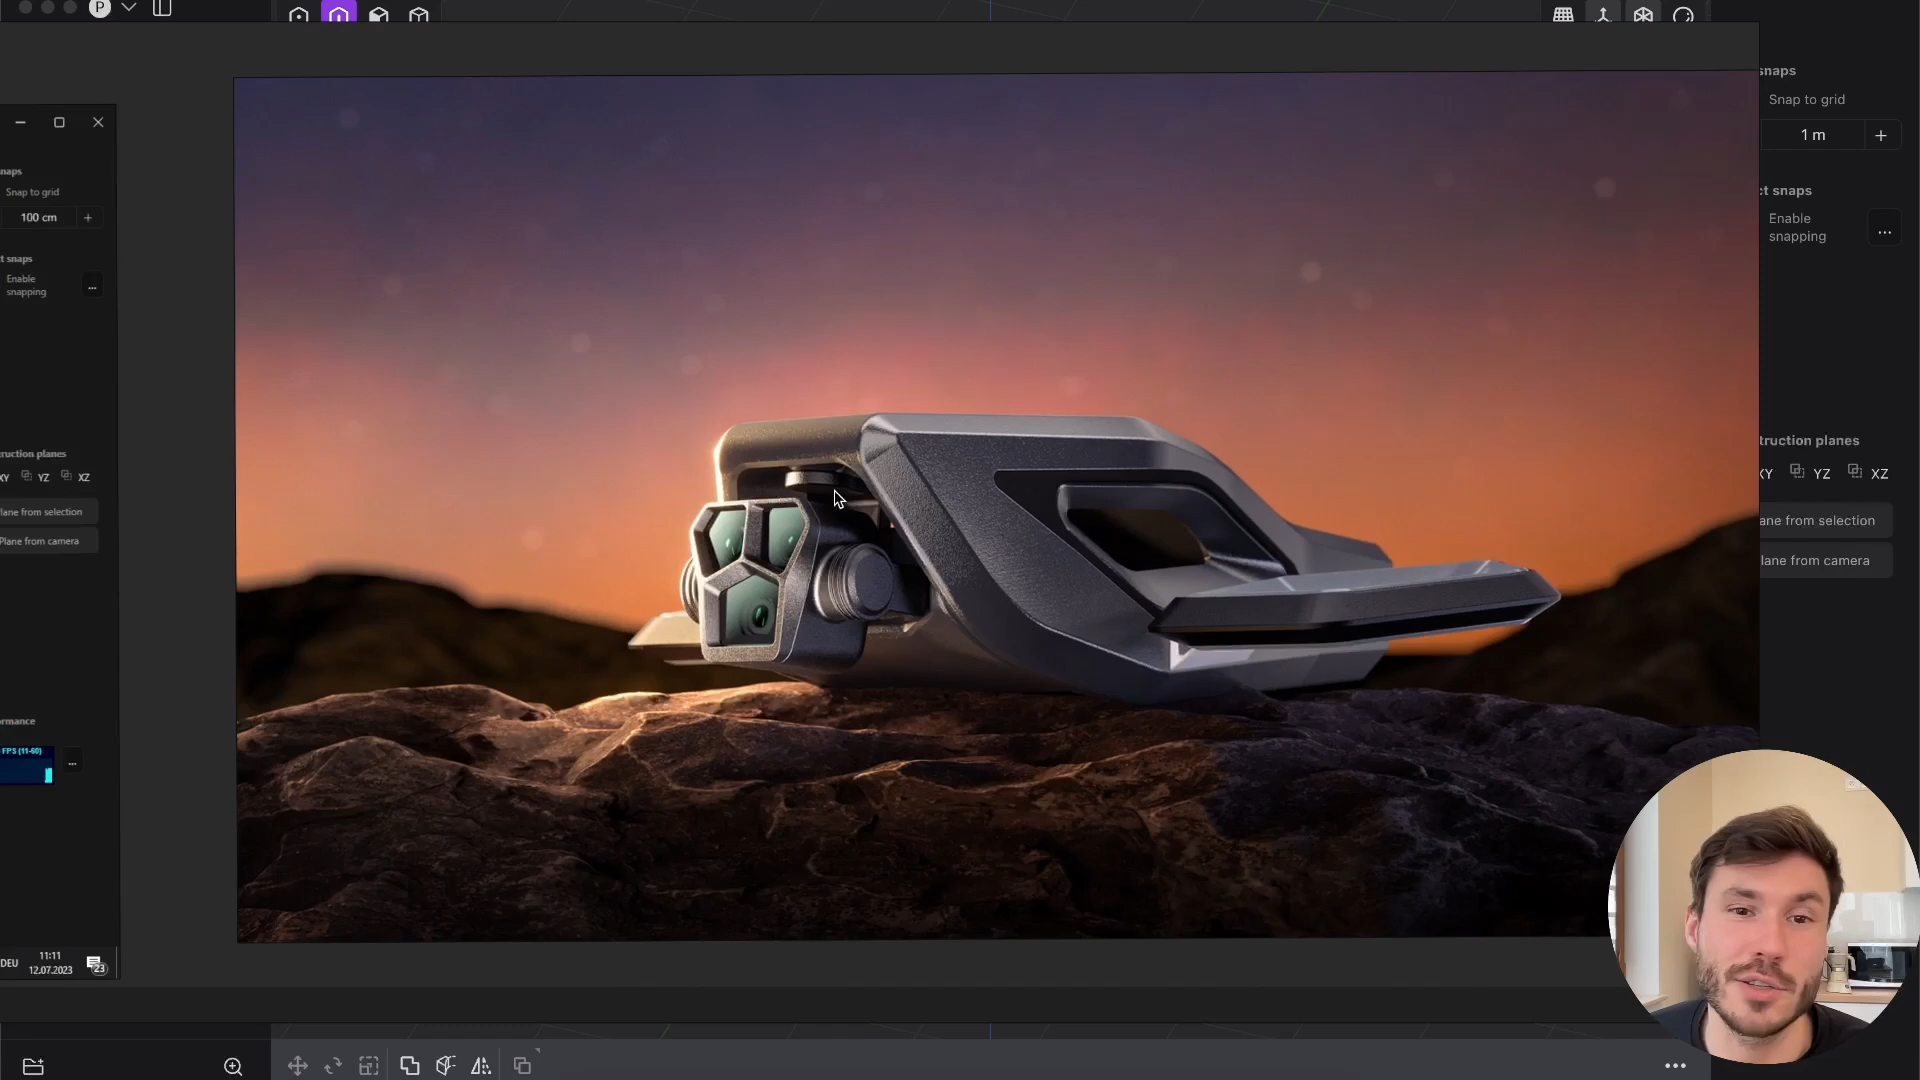 P
snaps
Snap to grid
1 m +
ct snaps
Enable
snapping
...
truction planes
XY YZ XZ
ane from selection
lane from camera
...
naps
Snap to grid
100 cm +
t snaps
Enable
snapping
...
ruction planes
XY YZ XZ
lane from selection
Plane from camera
rmance
FPS (11-60)
...
DEU
11:11
12.07.2023
23